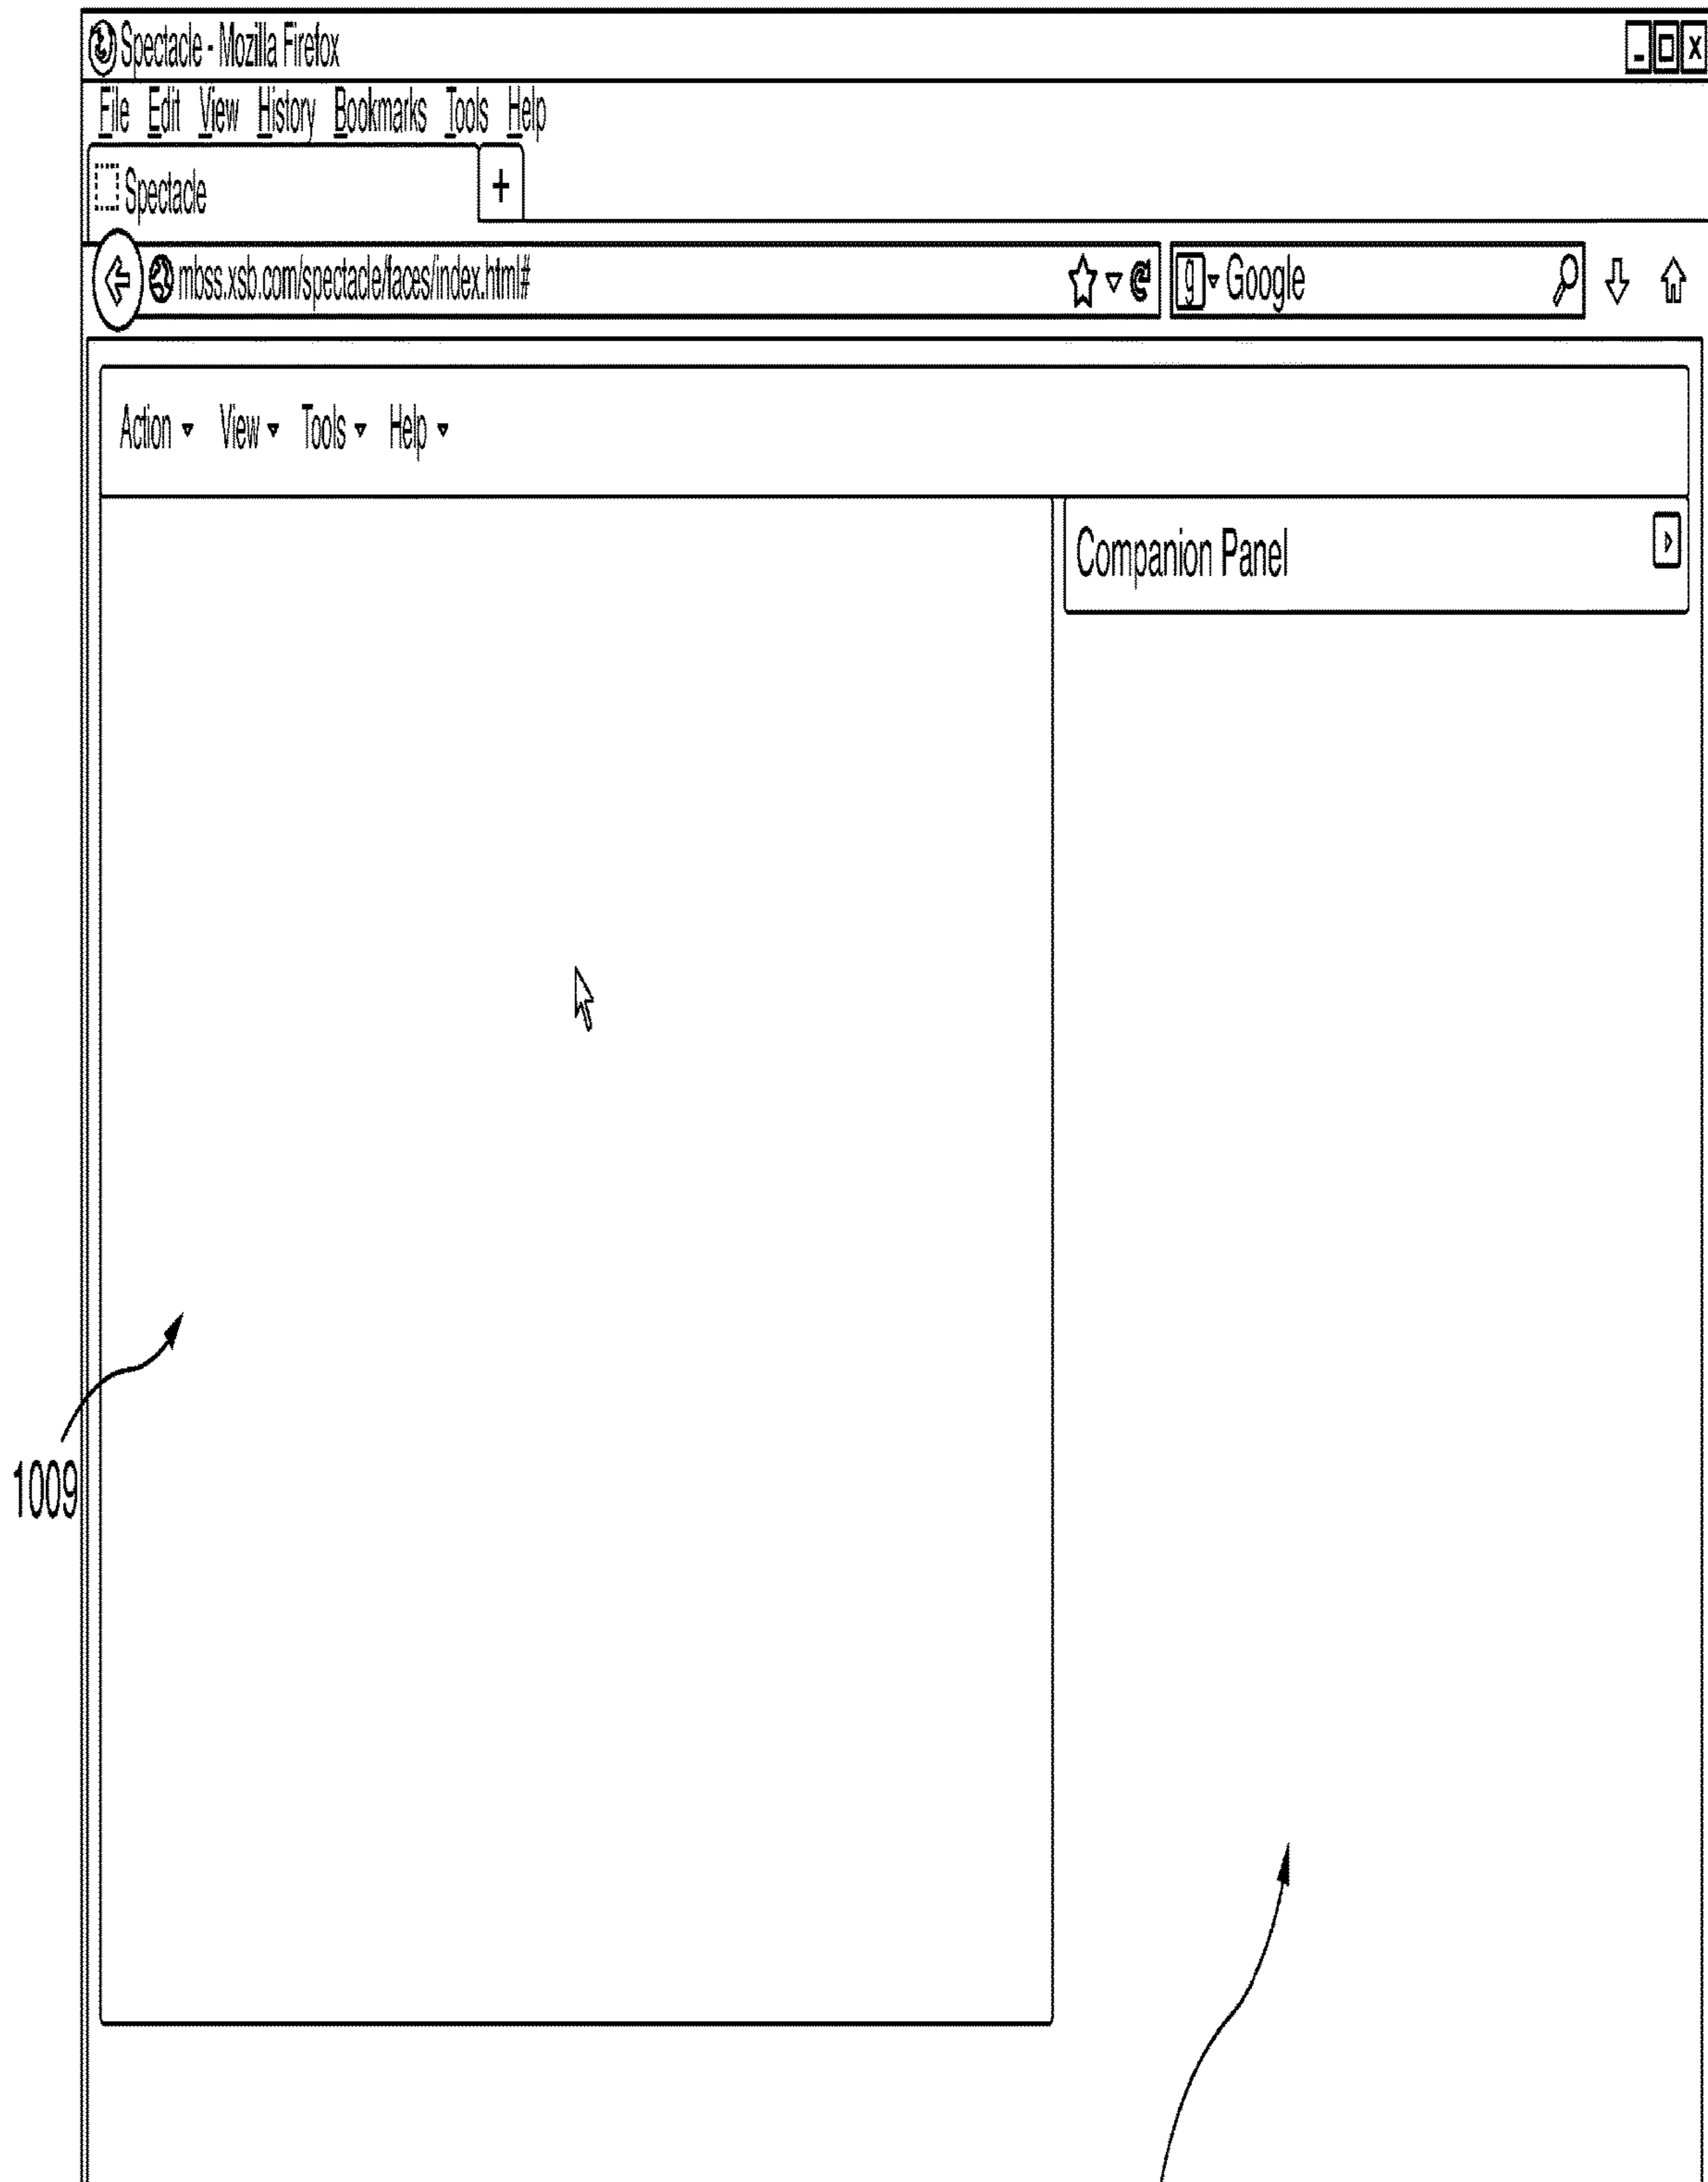 Spectacle - Mozilla Firefox
File Edit View History Bookmarks Tools Help
Spectacle +
mbss.xsb.com/spectacle/faces/index.html# g Google
Action View Tools Help
Companion Panel
1009